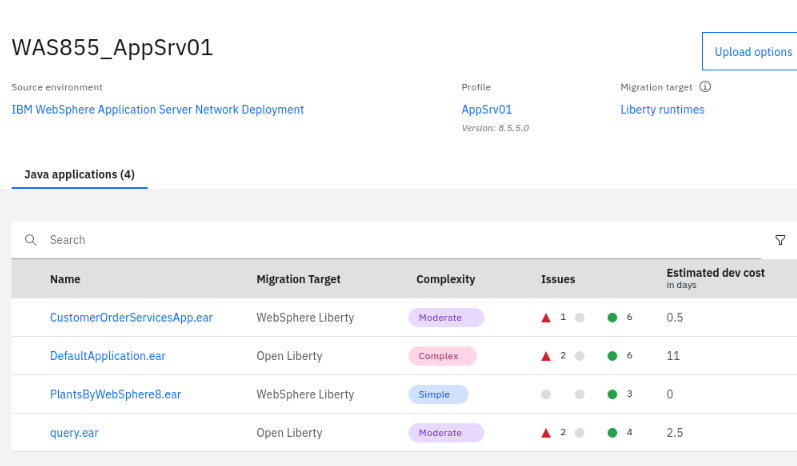 WAS855_AppSrv01
Upload options
Source environment
Profile
Migration target
IBM WebSphere Application Server Network Deployment
AppSrv01
Liberty runtimes
Version: 8.5.5.0
Java applications (4)
Search
Name Migration Target Complexity Issues Estimated dev cost
in days
CustomerOrderServicesApp.ear WebSphere Liberty Moderate 1 6 0.5
DefaultApplication.ear Open Liberty Complex 2 6 11
PlantsByWebSphere8.ear WebSphere Liberty Simple 3 0
query.ear Open Liberty Moderate 2 4 2.5